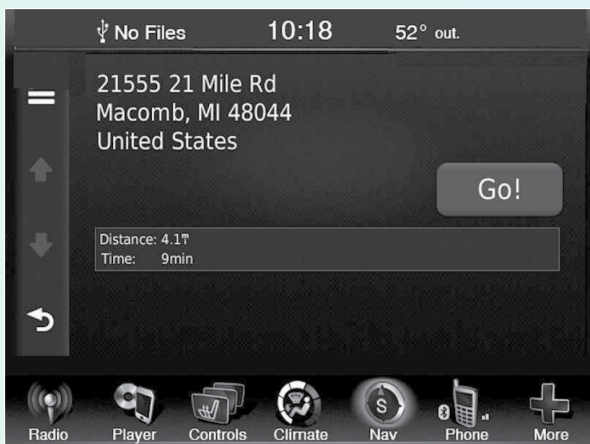 No Files 10:18 52° out.
21555 21 Mile Rd
Macomb, MI 48044
United States
Go!
Distance: 4.1
Time: 9min
S
Radio Player Controls Climate Nav Phone More